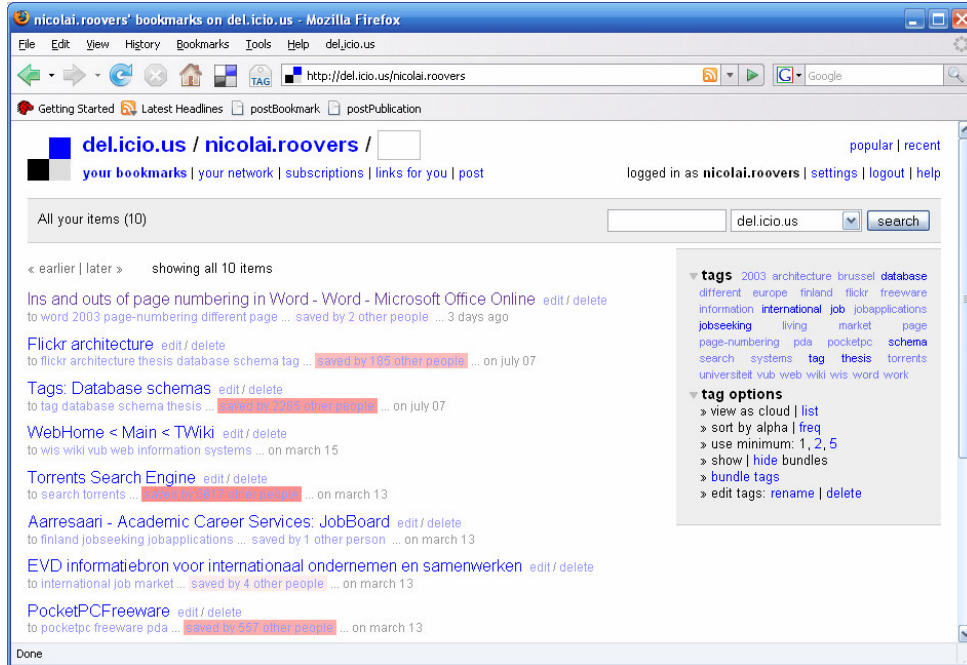 nicolai.roovers' bookmarks on del.icio.us - Mozilla Firefox
File Edit View History Bookmarks Tools Help del.icio.us
TAG http://del.icio.us/nicolai.roovers G Google
Getting Started Latest Headlines postBookmark postPublication
del.icio.us / nicolai.roovers /
popular | recent
your bookmarks | your network | subscriptions | links for you | post
logged in as nicolai.roovers | settings | logout | help
All your items (10)
del.icio.us search
« earlier | later » showing all 10 items
Ins and outs of page numbering in Word - Word - Microsoft Office Online edit / delete
to word 2003 page-numbering different page ... saved by 2 other people ... 3 days ago
Flickr architecture edit / delete
to flickr architecture thesis database schema tag ... saved by 185 other people ... on july 07
Tags: Database schemas edit / delete
to tag database schema thesis ... saved by 2285 other people ... on july 07
WebHome < Main < TWiki edit / delete
to wis wiki vub web information systems ... on march 15
Torrents Search Engine edit / delete
to search torrents ... saved by other people ... on march 13
Aarresaari - Academic Career Services: JobBoard edit / delete
to finland jobseeking jobapplications ... saved by 1 other person ... on march 13
EVD informatiebron voor internationaal ondernemen en samenwerken edit / delete
to international job market ... saved by 4 other people ... on march 13
PocketPCFreeware edit / delete
to pocketpc freeware pda ... saved by 557 other people ... on march 13
tags 2003 architecture brussel database
different europe finland flickr freeware
information international job jobapplications
jobseeking living market page
page-numbering pda pocketpc schema
search systems tag thesis torrents
universiteit vub web wiki wis word work
tag options
» view as cloud | list
» sort by alpha | freq
» use minimum: 1, 2, 5
» show | hide bundles
» bundle tags
» edit tags: rename | delete
Done